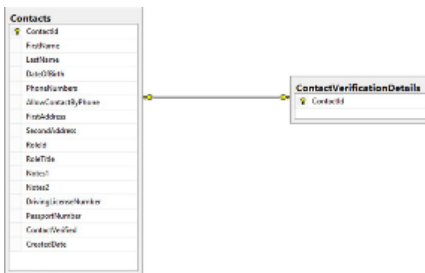 Contacts
ContactId
FirstName
LastName
DateOfBirth
PhoneNumbers
AllowContactByPhone
FirstAddress
SecondAddress
RoleId
RoleTitle
Notes1
Notes2
DrivingLicenseNumber
PassportNumber
ContactVerified
CreatedDate
ContactVerificationDetails
ContactId